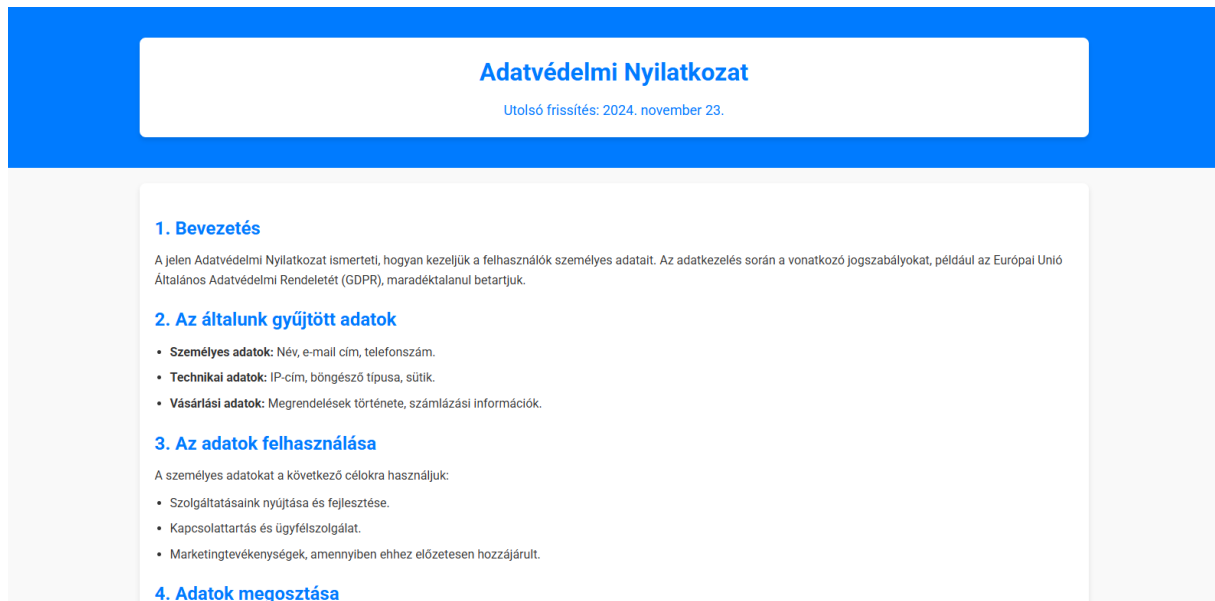 Adatvédelmi Nyilatkozat
Utolsó frissítés: 2024. november 23.
1. Bevezetés
A jelen Adatvédelmi Nyilatkozat ismerteti, hogyan kezeljük a felhasználók személyes adatait. Az adatkezelés során a vonatkozó jogszabályokat, például az Európai Unió
Általános Adatvédelmi Rendeletét (GDPR), maradéktalanul betartjuk.
2. Az általunk gyűjtött adatok
• Személyes adatok: Név, e-mail cím, telefonszám.
• Technikai adatok: IP-cím, böngésző típusa, sütik.
• Vásárlási adatok: Megrendelések története, számlázási információk.
3. Az adatok felhasználása
A személyes adatokat a következő célokra használjuk:
• Szolgáltatásaink nyújtása és fejlesztése.
• Kapcsolattartás és ügyfélszolgálat.
• Marketingtevékenységek, amennyiben ehhez előzetesen hozzájárult.
4. Adatok megosztása